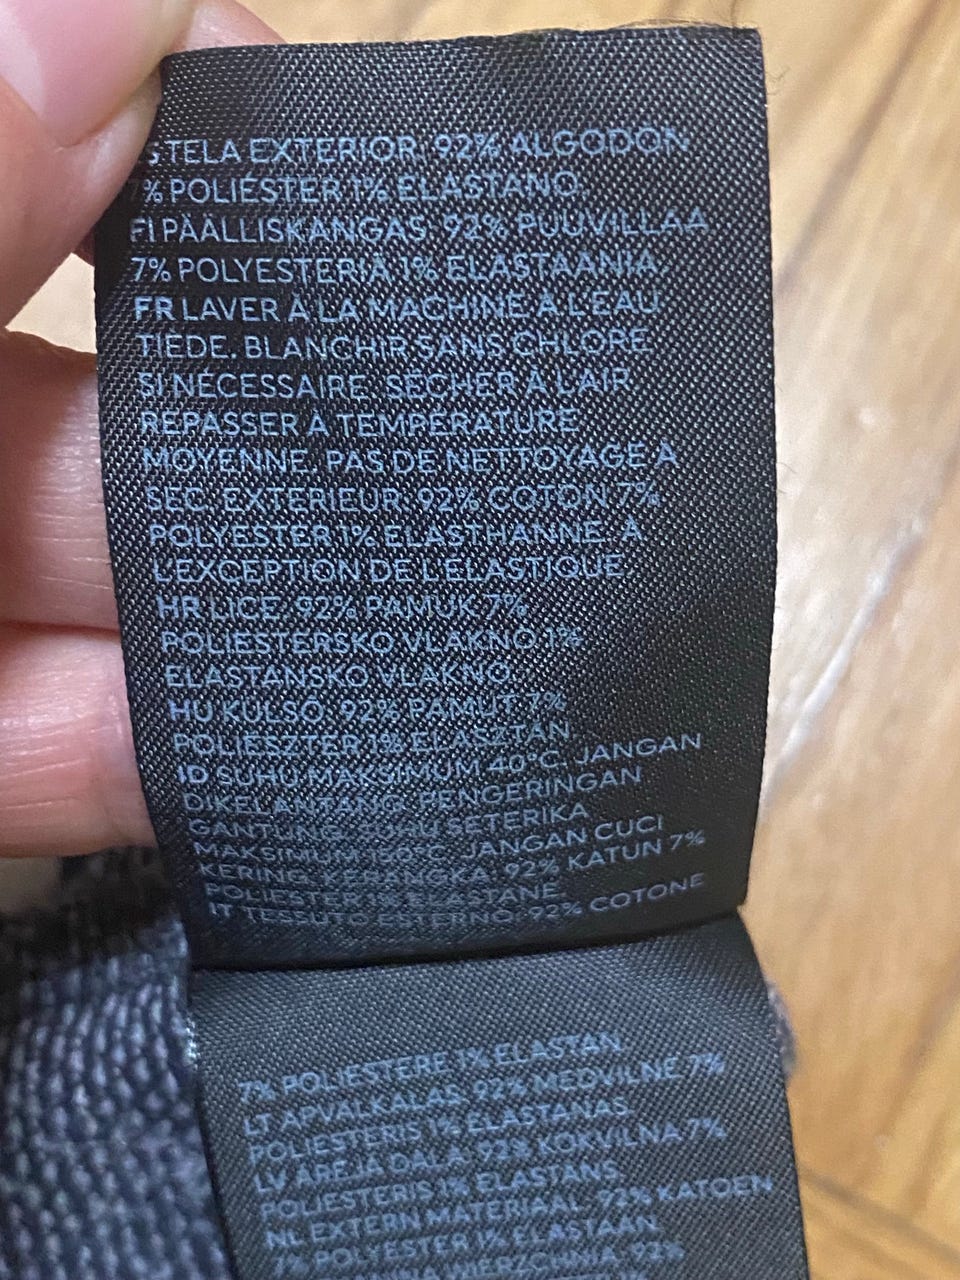 S TELA EXTERIOR: 92% ALGODÓN
7% POLIÉSTER 1% ELASTANO.
FI PÄÄLLISKANGAS: 92% PUUVILLAA
7% POLYESTERIÄ 1% ELASTAANIA
FR LAVER À LA MACHINE À L'EAU
TIÈDE. BLANCHIR SANS CHLORE
SI NÉCESSAIRE. SÉCHER À L'AIR
REPASSER À TEMPÉRATURE
MOYENNE. PAS DE NETTOYAGE À
SEC. EXTÉRIEUR: 92% COTON 7%
POLYESTER 1% ÉLASTHANNE. À
L'EXCEPTION DE L'ÉLASTIQUE
HR LICE: 92% PAMUK 7%
POLIESTERSKO VLAKNO 1%
ELASTANSKO VLAKNO.
HU KÜLSŐ: 92% PAMUT 7%
POLIÉSZTER 1% ELASZTÁN
ID SUHU MAKSIMUM 40°C. JANGAN
DIKELANTANG. PENGERINGAN
GANTUNG. SUHU SETERIKA
MAKSIMUM °C. JANGAN CUCI
KERING. KERANGKA: 92% KATUN 7%
POLIESTER 1% ELASTANE
IT TESSUTO ESTERNO: 92% COTONE
7% POLIESTERE 1% ELASTAN
LT APVALKALAS: 92% MEDVILNĖ 7%
POLIESTERIS 1% ELASTANAS.
LV ĀRĒJĀ DAĻA: 92% KOKVILNA 7%
POLIESTERIS 1% ELASTĀNS
NL EXTERN MATERIAAL: 92% KATOEN
7% POLYESTER 1% ELASTAAN
92%